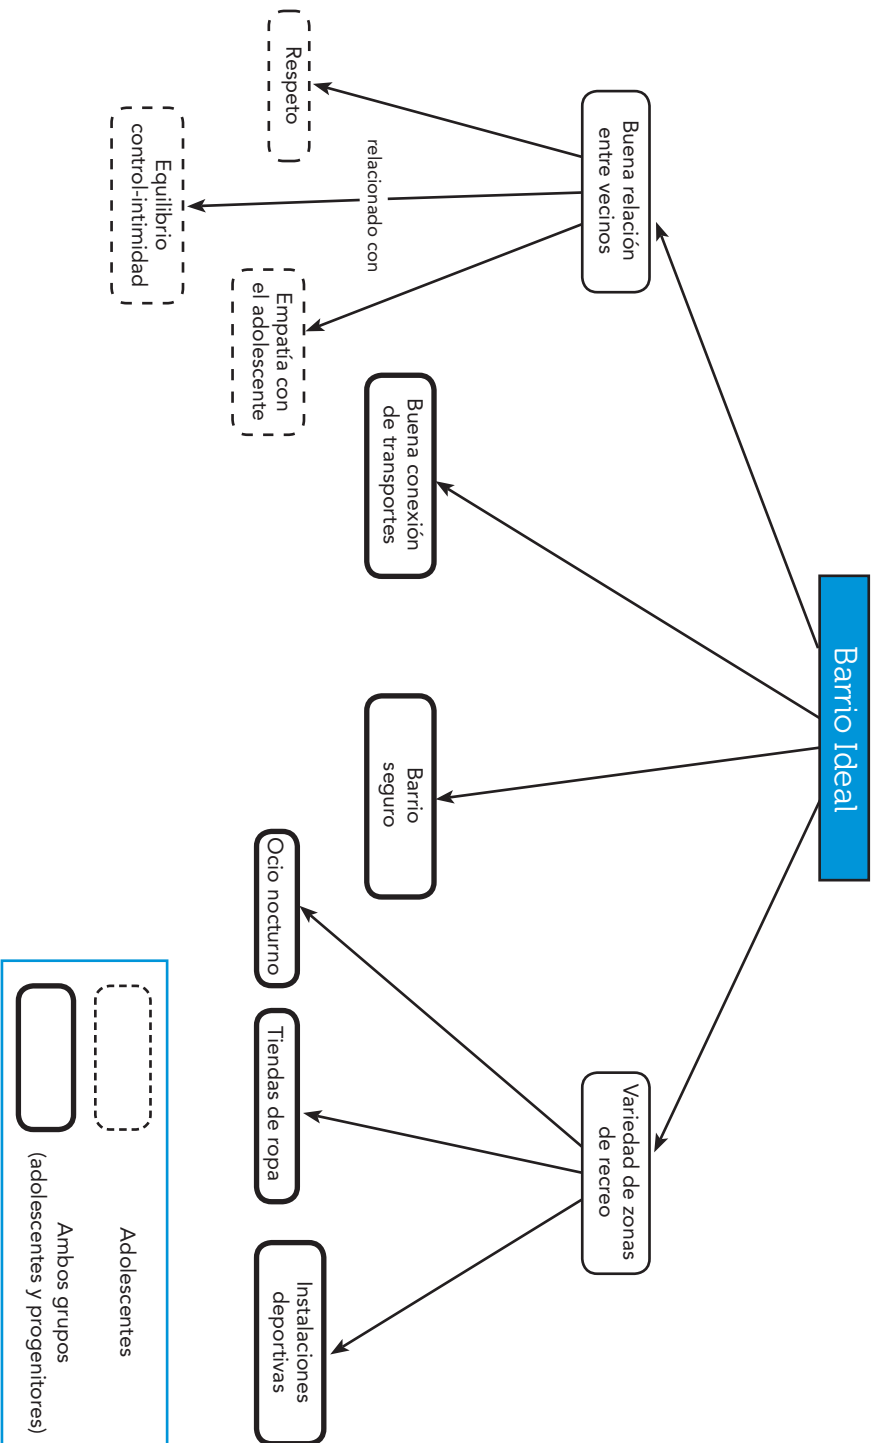 Barrio Ideal
Buena relación
entre vecinos
Variedad de zonas
de recreo
Buena conexión
de transportes
Barrio
seguro
relacionado con
Respeto
Equilibrio
control-intimidad
Empatía con
el adolescente
Ocio nocturno
Tiendas de ropa
Instalaciones
deportivas
Adolescentes
Ambos grupos
(adolescentes y progenitores)